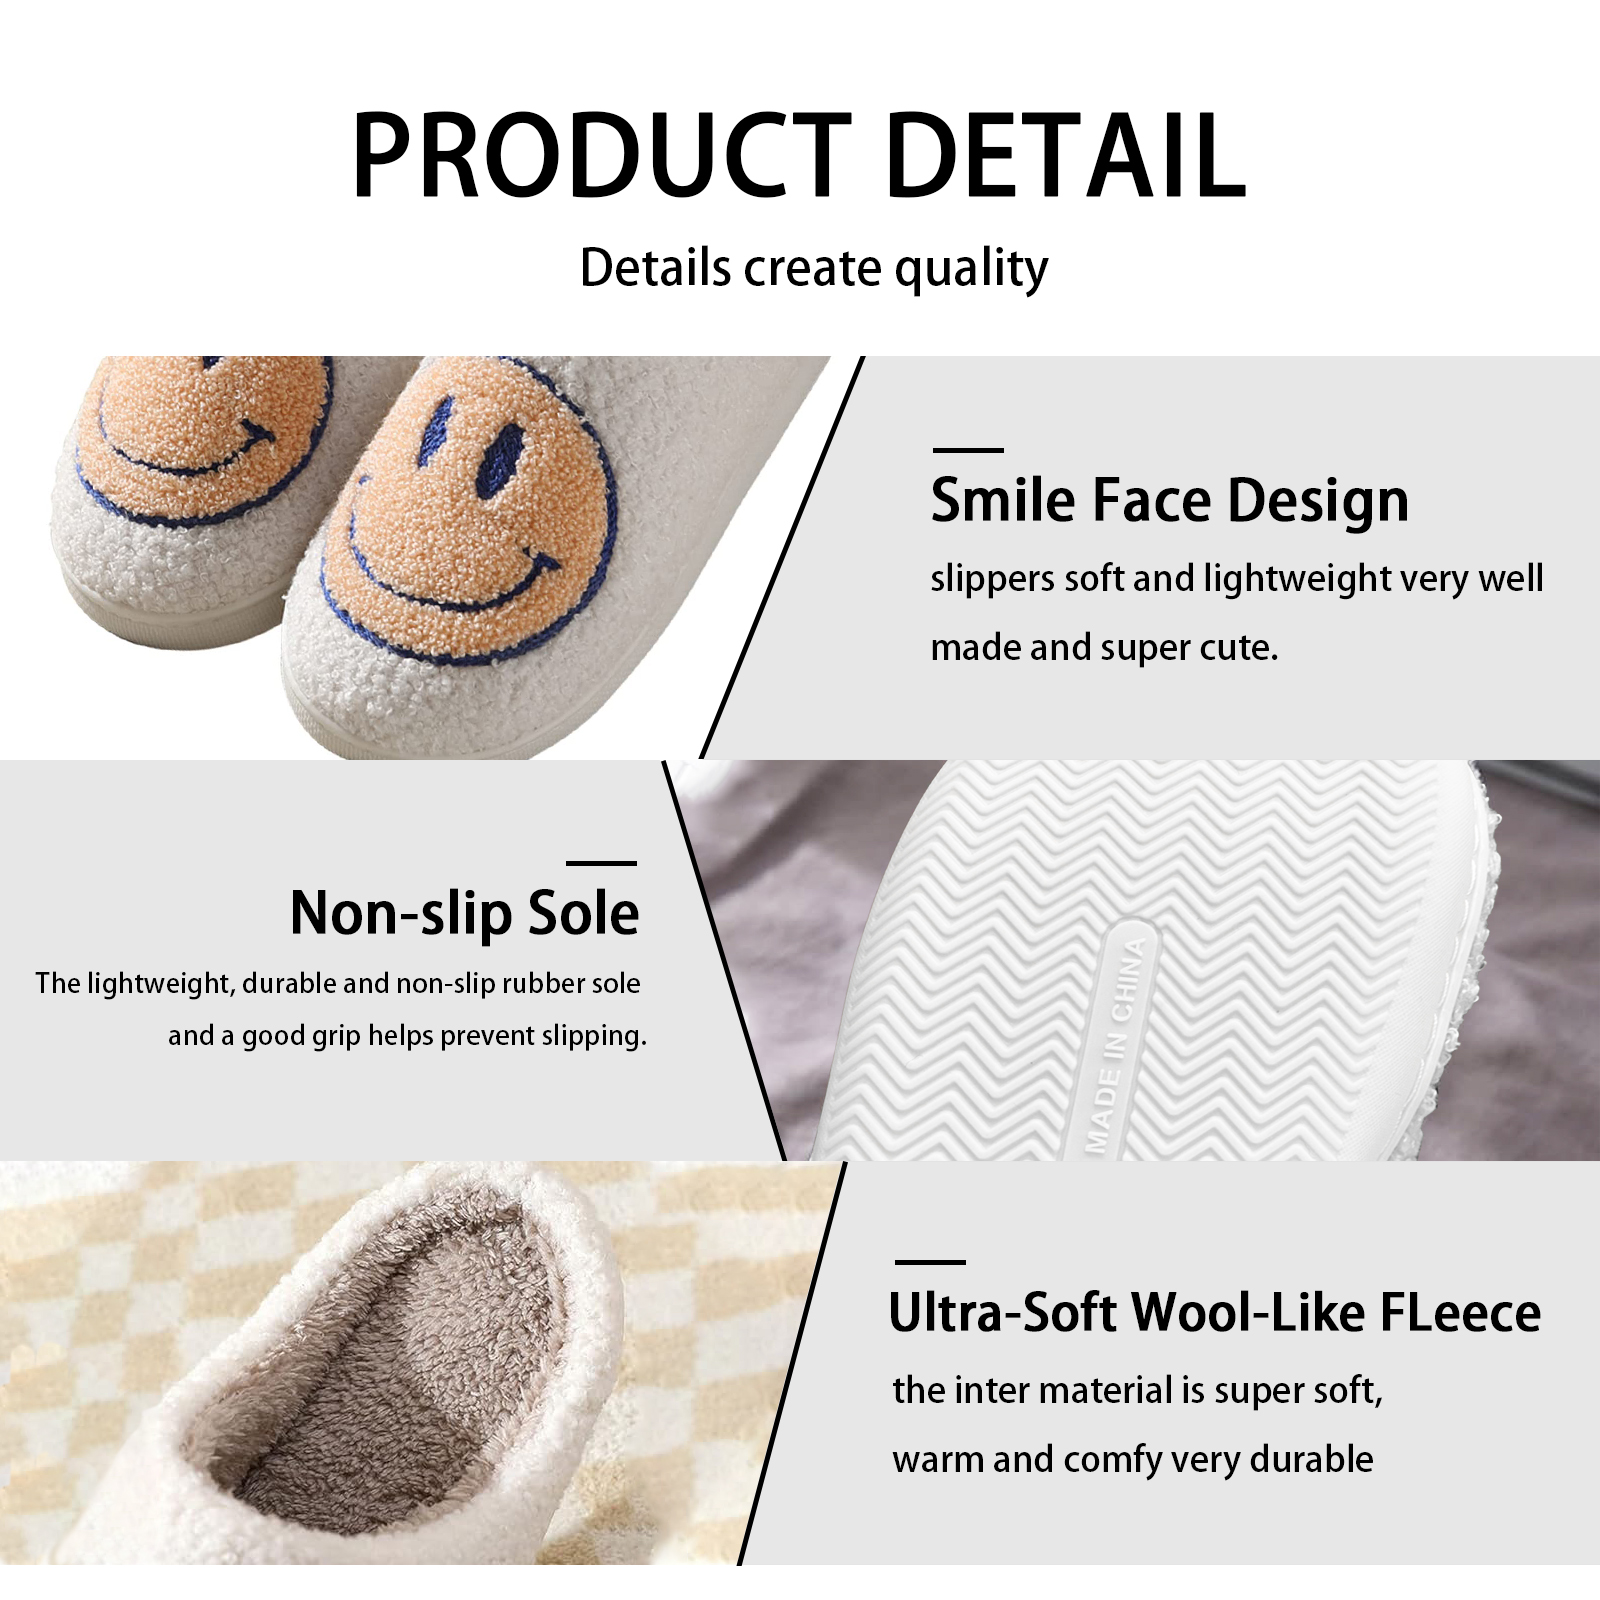 PRODUCT DETAIL
Details create quality
Smile Face Design
slippers soft and lightweight very well
made and super cute.
Non-slip Sole
The lightweight, durable and non-slip rubber sole
and a good grip helps prevent slipping.
MADE IN CHINA
Ultra-Soft Wool-Like FLeece
the inter material is super soft,
warm and comfy very durable